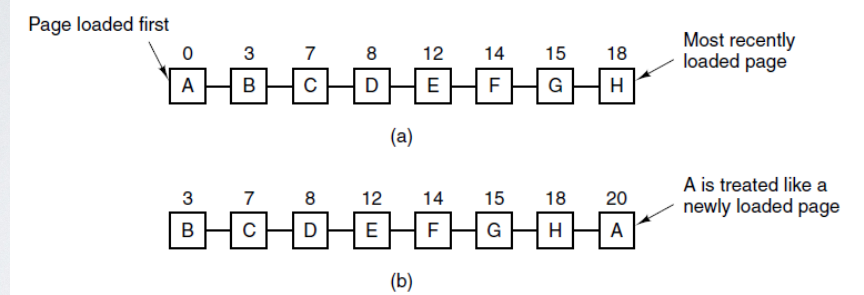 Page loaded first
0 3 7 8 12 14 15 18
Most recently
loaded page
A B C D E F G H
(a)
3 7 8 12 14 15 18 20
A is treated like a
newly loaded page
B C D E F G H A
(b)